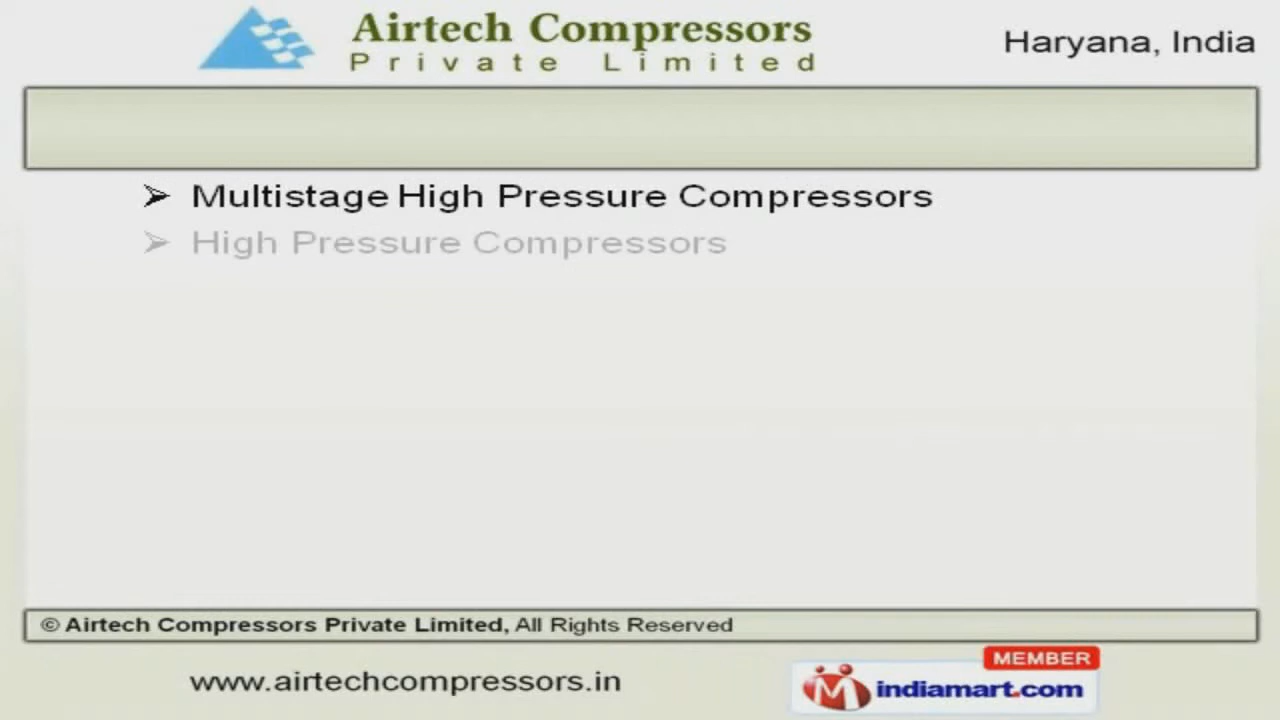 Airtech Compressors
Private Limited
Haryana, India
➢ Multistage High Pressure Compressors
➢ High Pressure Compressors
© Airtech Compressors Private Limited, All Rights Reserved
www.airtechcompressors.in
MEMBER
indiamart.com